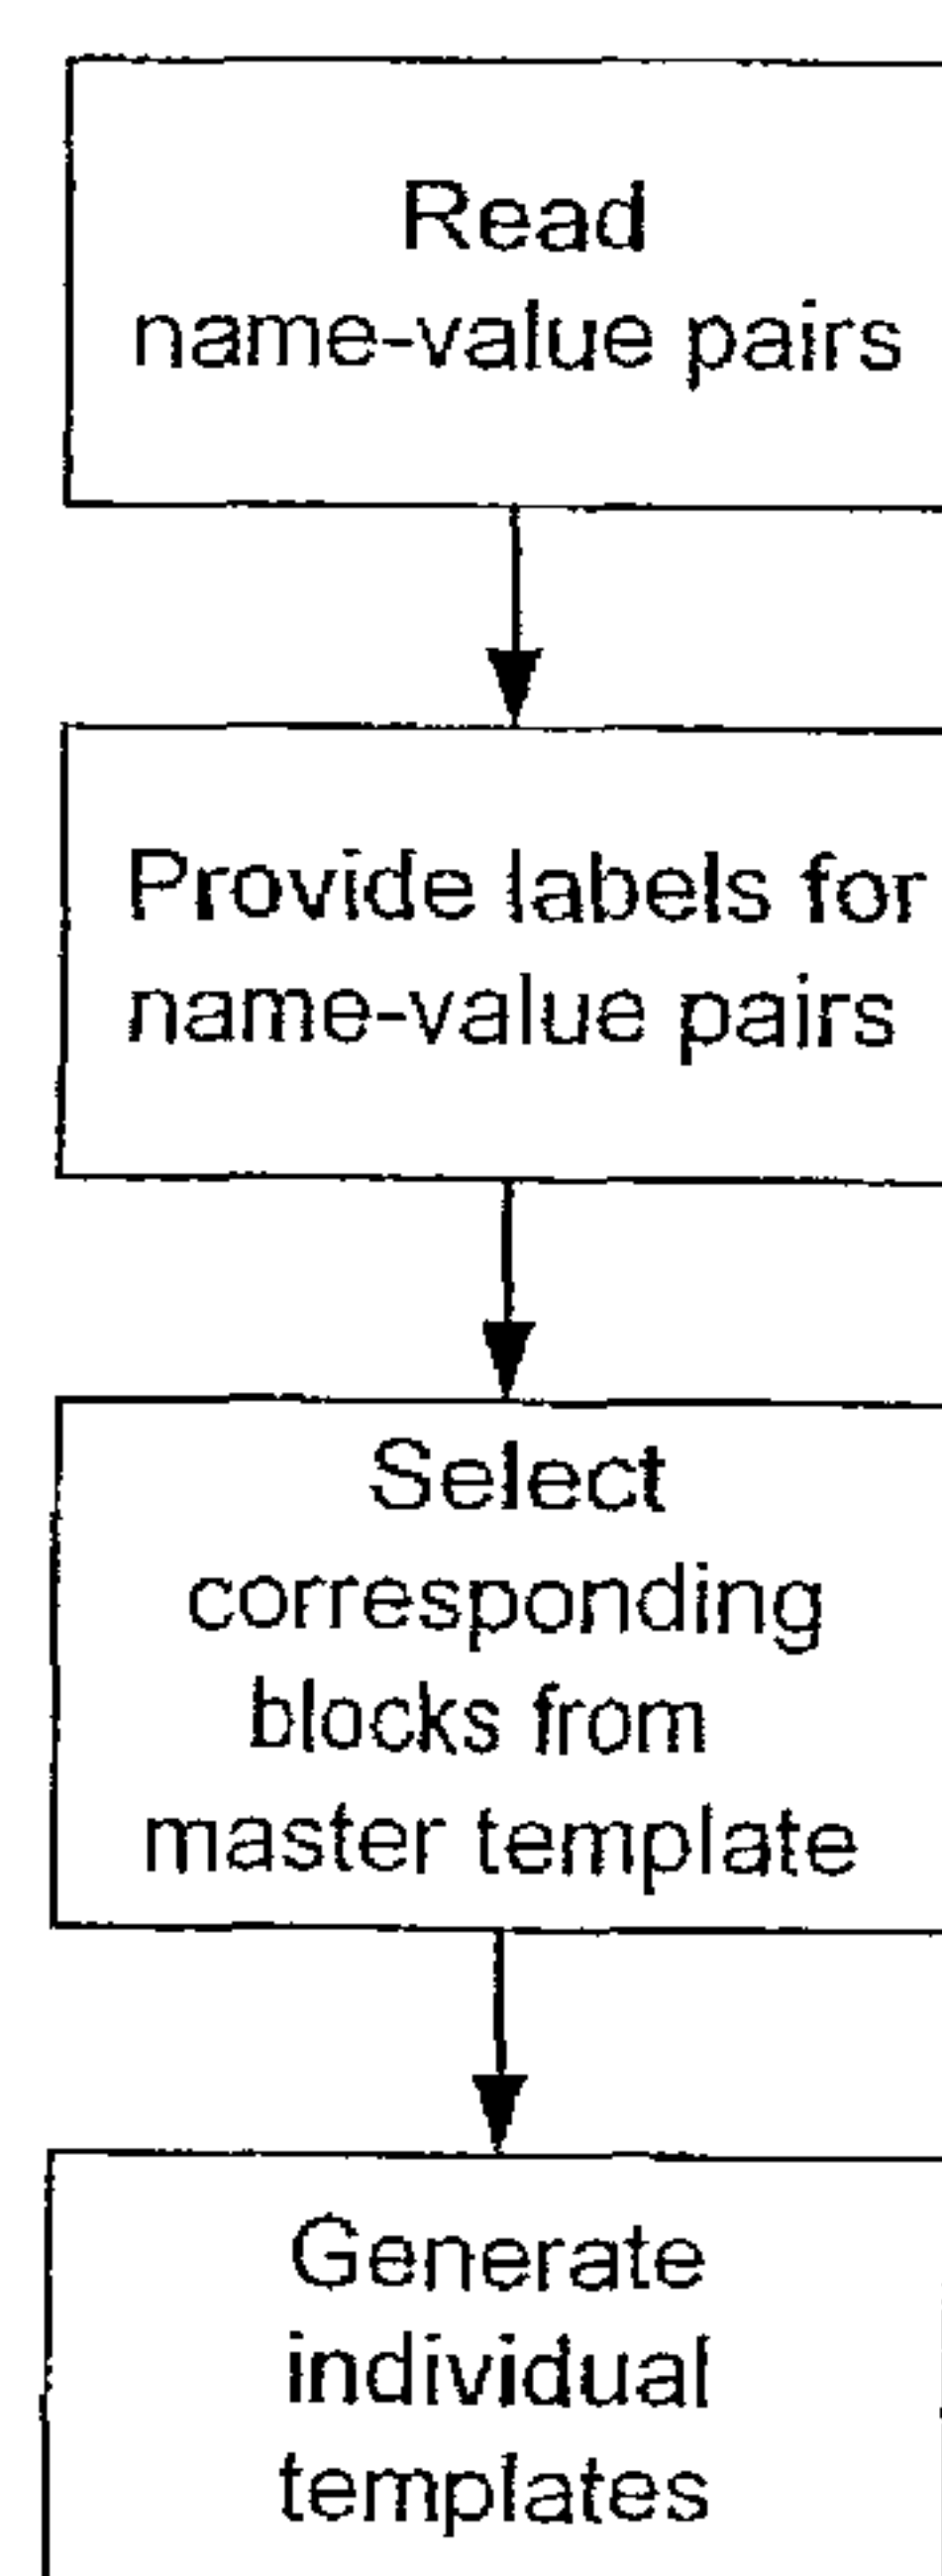 Read
name-value pairs
Provide labels for
name-value pairs
Select
corresponding
blocks from
master template
Generate
individual
templates